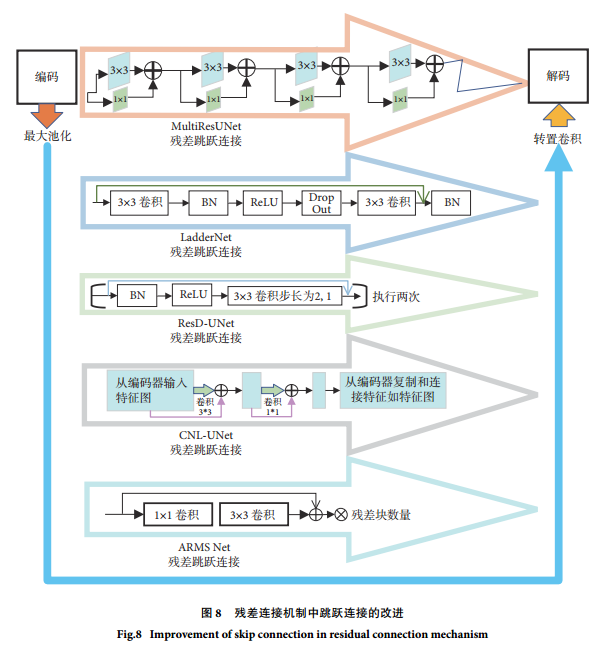 编码
最大池化
解码
转置卷积
3×3
1×1
3×3
1×1
3×3
1×1
3×3
1×1
MultiResUNet
残差跳跃连接
3×3 卷积
BN
ReLU
Drop
Out
3×3 卷积
BN
LadderNet
残差跳跃连接
BN
ReLU
3×3 卷积步长为2, 1
执行两次
ResD-UNet
残差跳跃连接
从编码器输入
特征图
卷积
3*3
卷积
1*1
从编码器复制和连
接特征如特征图
CNL-UNet
残差跳跃连接
1×1 卷积
3×3 卷积
残差块数量
ARMS Net
残差跳跃连接
图 8 残差连接机制中跳跃连接的改进
Fig.8 Improvement of skip connection in residual connection mechanism